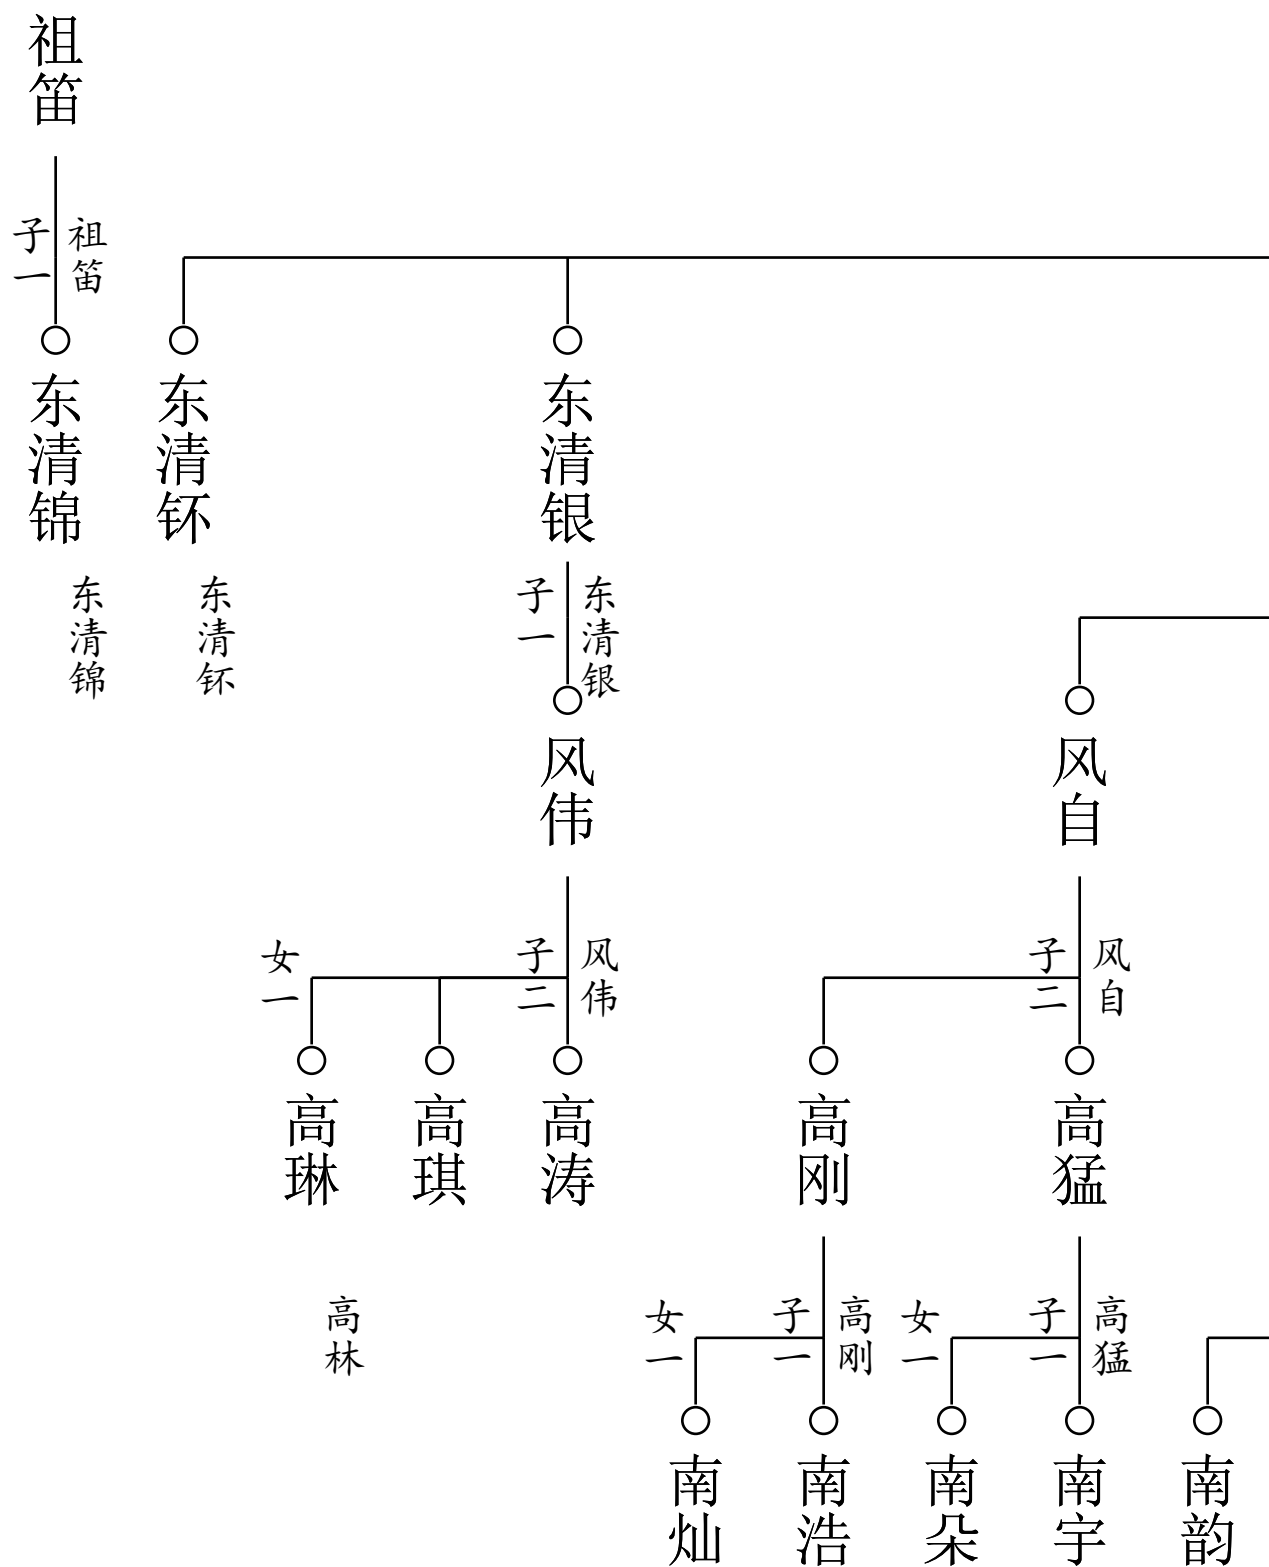 祖笛
子一
祖笛
东清锦
东清钚
东清银
东清锦
东清钚
子一
东清银
风伟
风自
女一
子二
风伟
子二
风自
高琳
高琪
高涛
高刚
高猛
高林
女一
子一
高刚
女一
子一
高猛
南灿
南浩
南朵
南宇
南韵